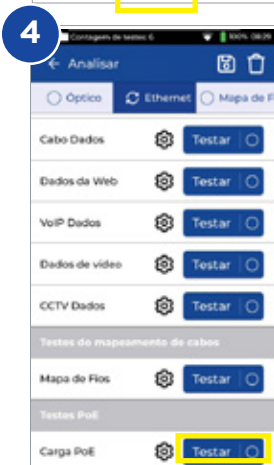 4
Contagem de testes: 6 100% 08:29
← Analisar
Óptico Ethernet Mapa de F
Cabo Dados Testar
Dados da Web Testar
VoIP Dados Testar
Dados de vídeo Testar
CCTV Dados Testar
Testes do mapeamento de cabos
Mapa de Fios Testar
Testes PoE
Carga PoE Testar